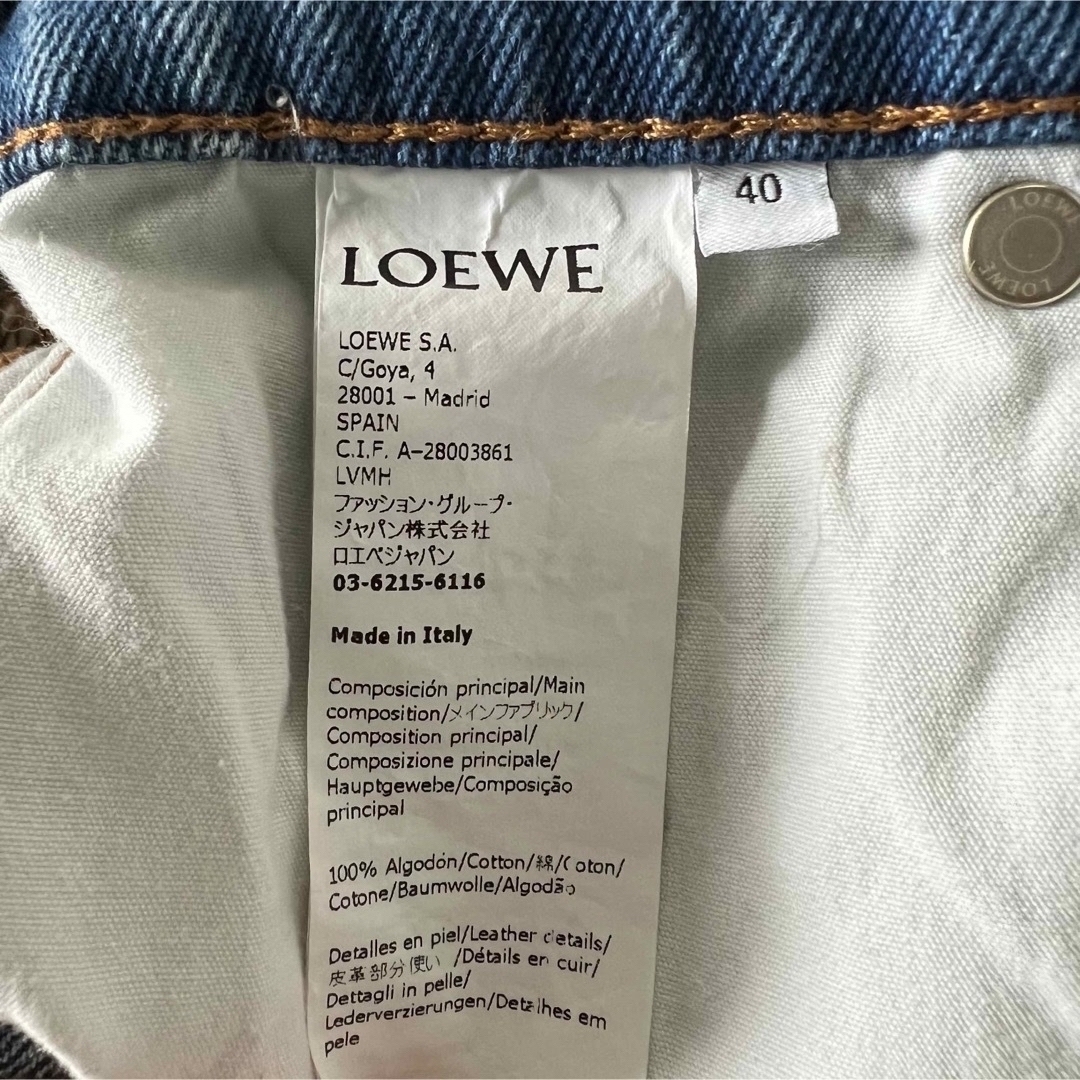 40
LOEWE
LOEWE
LOEWE
LOEWE
LOEWE S.A.
C/Goya, 4
28001 – Madrid
SPAIN
C.I.F. A-28003861
LVMH
ファッション・グループ・
ジャパン株式会社
ロエベジャパン
03-6215-6116
Made in Italy
Composición principal/Main
composition/メインファブリック/
Composition principal/
Composizione principale/
Hauptgewebe/Composição
principal
100% Algodón/Cotton/綿/Coton/
Cotone/Baumwolle/Algodão
Detalles en piel/Leather details/
皮革部分使い /Détails en cuir/
Dettagli in pelle/
Lederverzierungen/Detalhes em
pele